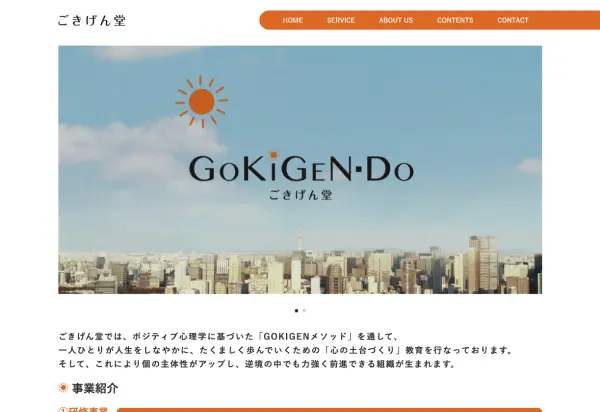 ごきげん堂
HOME SERVICE ABOUT US CONTENTS CONTACT
GOKiGEN·DO
ごきげん堂
ごきげん堂では、ポジティブ心理学に基づいた「GOKIGENメソッド」を通して、
一人ひとりが人生をしなやかに、たくましく歩んでいくための「心の土台づくり」教育を行なっております。
そして、これにより個の主体性がアップし、逆境の中でも力強く前進できる組織が生まれます。
事業紹介
①研修事業